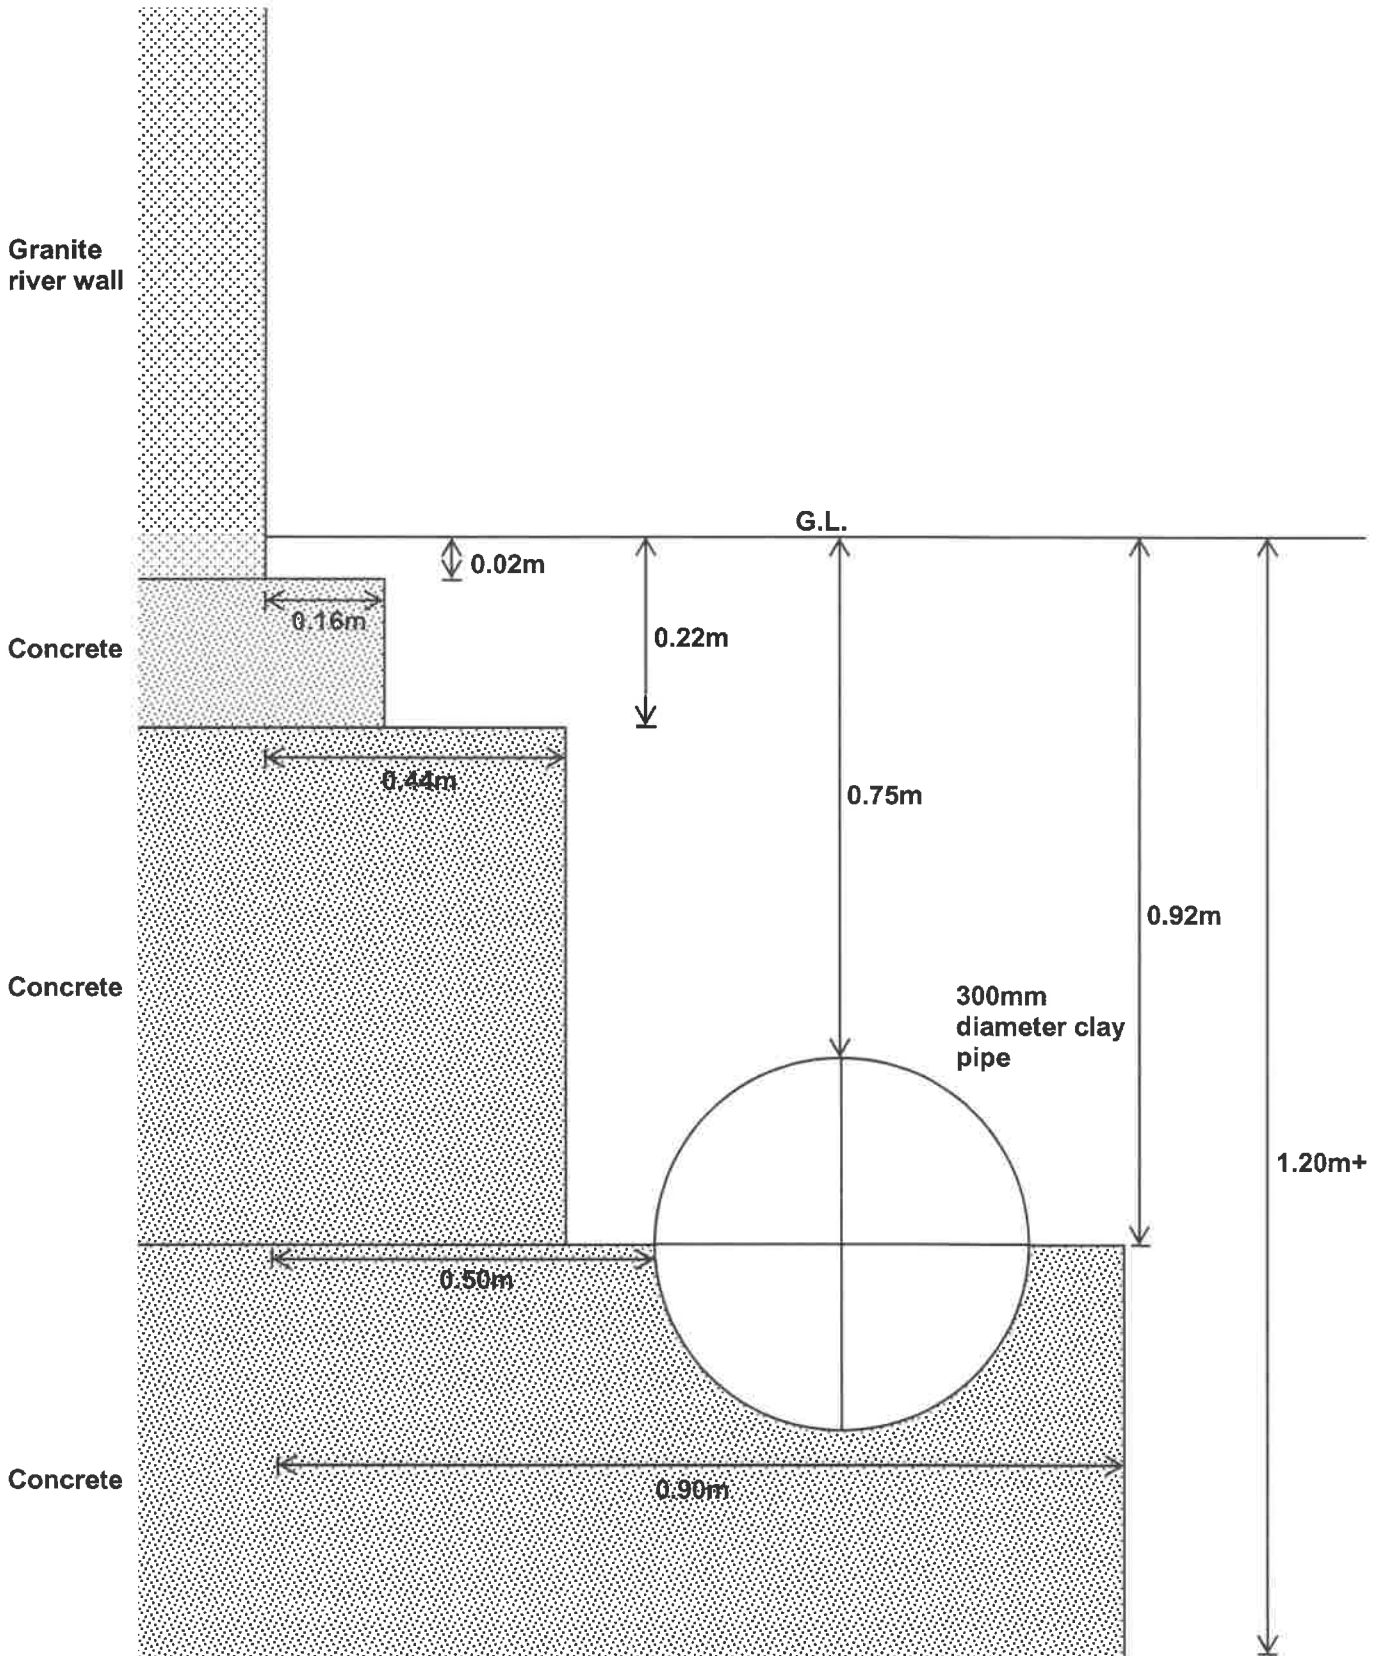 Granite
river wall
G.L.
0.02m
0.16m
0.22m
Concrete
0.44m
0.75m
0.92m
Concrete
300mm
diameter clay
pipe
1.20m+
0.50m
0.90m
Concrete